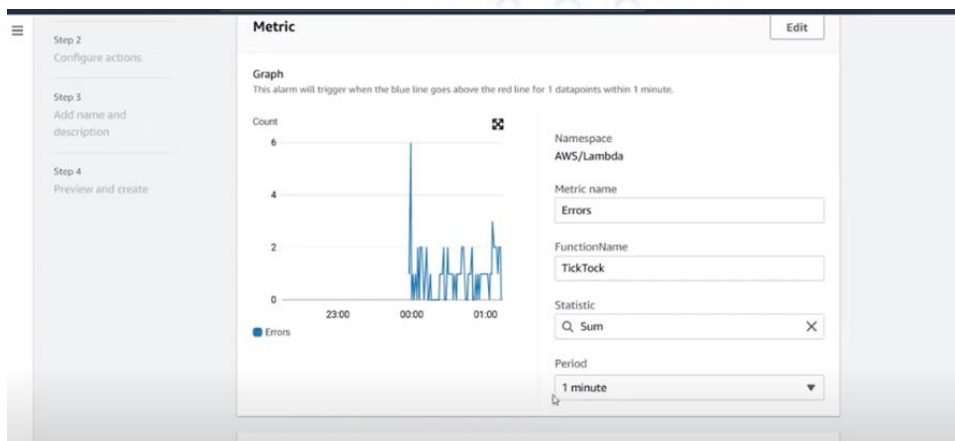 Metric
Edit
Step 2
Configure actions
Step 3
Add name and
description
Step 4
Preview and create
Graph
This alarm will trigger when the blue line goes above the red line for 1 datapoints within 1 minute.
Count
6
4
2
0
23:00 00:00 01:00
Errors
Namespace
AWS/Lambda
Metric name
Errors
FunctionName
TickTock
Statistic
Sum
Period
1 minute